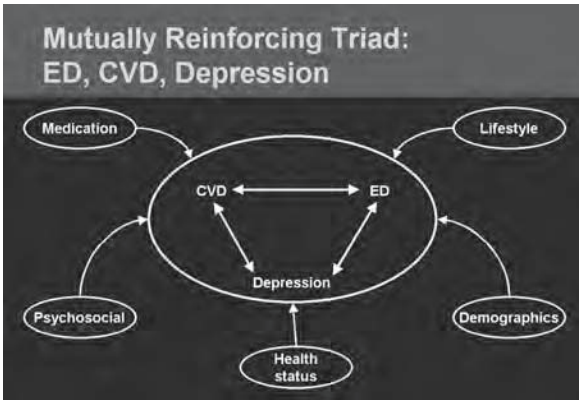 Mutually Reinforcing Triad:
ED, CVD, Depression
Medication
Lifestyle
CVD
ED
Depression
Psychosocial
Demographics
Health
status